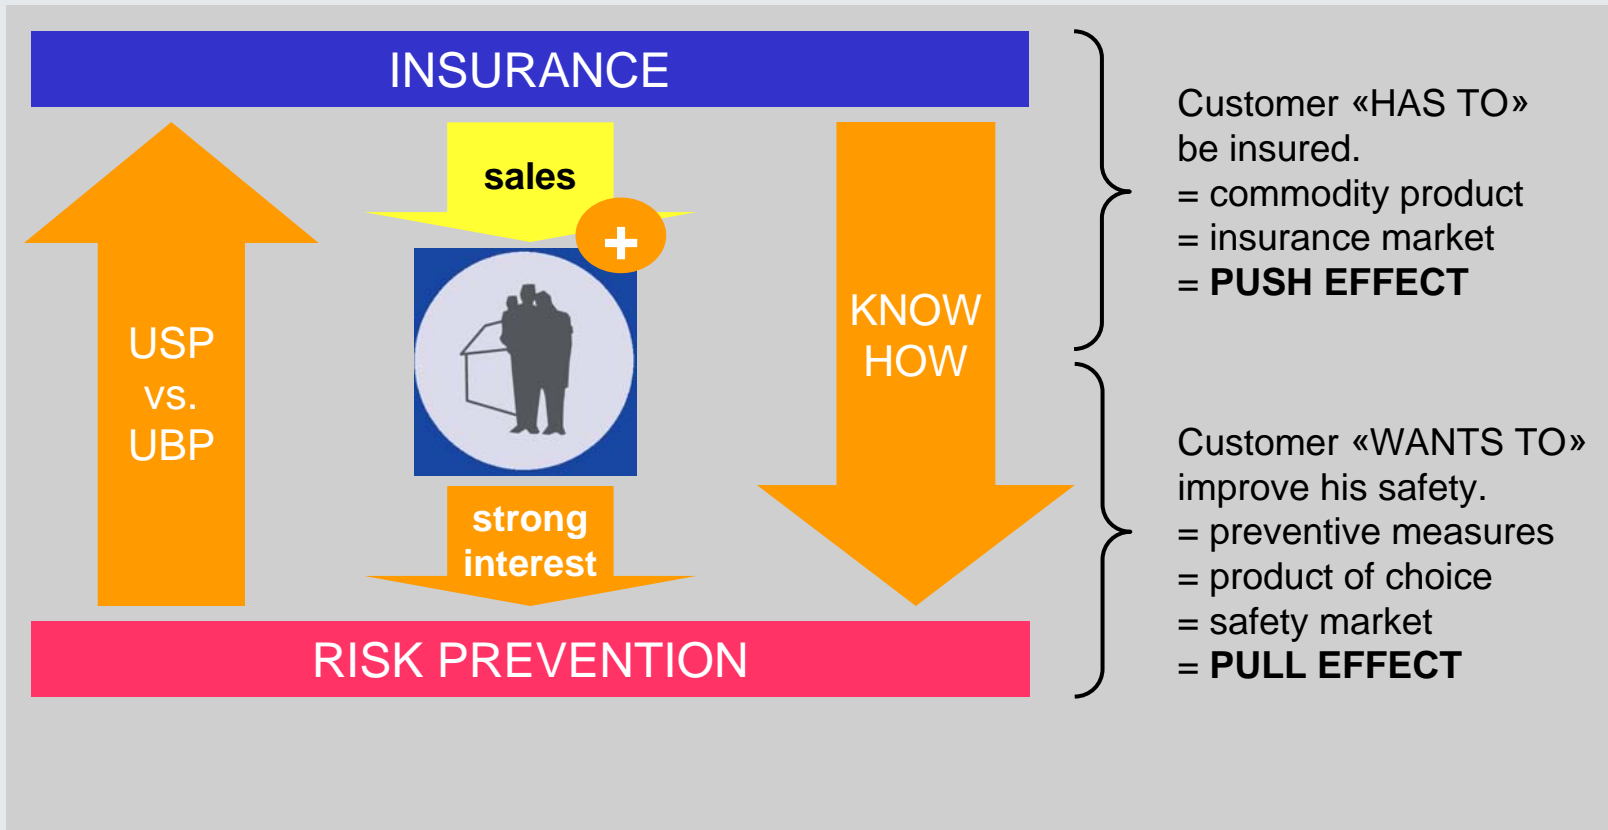 INSURANCE
sales
+
USP
vs.
UBP
KNOW
HOW
strong
interest
RISK PREVENTION
Customer «HAS TO»
be insured.
= commodity product
= insurance market
= PUSH EFFECT
Customer «WANTS TO»
improve his safety.
= preventive measures
= product of choice
= safety market
= PULL EFFECT